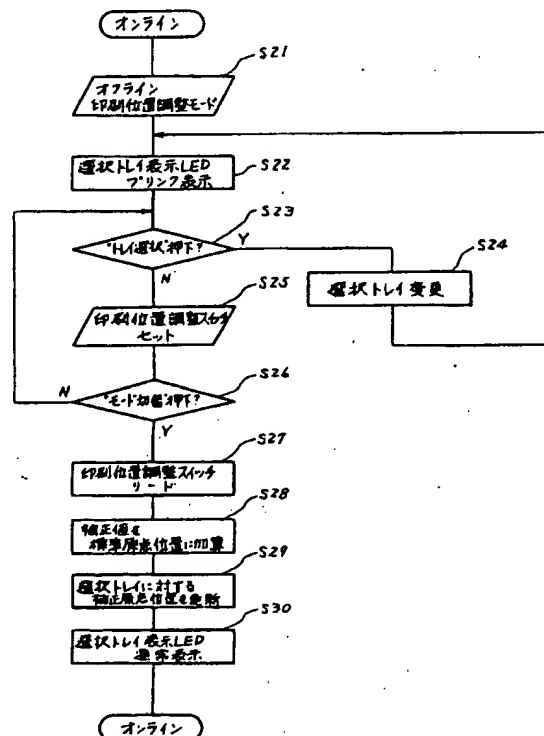 オンライン
S21
オフライン
印刷位置調整モード
選択トレイ表示LED
ブリンク表示
S22
S23
"トレイ選択"押下?
Y
N
S24
選択トレイ変更
S25
印刷位置調整スイッチ
セット
S26
"モード切替"押下?
N
Y
S27
印刷位置調整スイッチ
リード
S28
補正値を
標準原点位置に加算
S29
選択トレイに対する
補正原点位置を更新
S30
選択トレイ表示LED
通常表示
オンライン